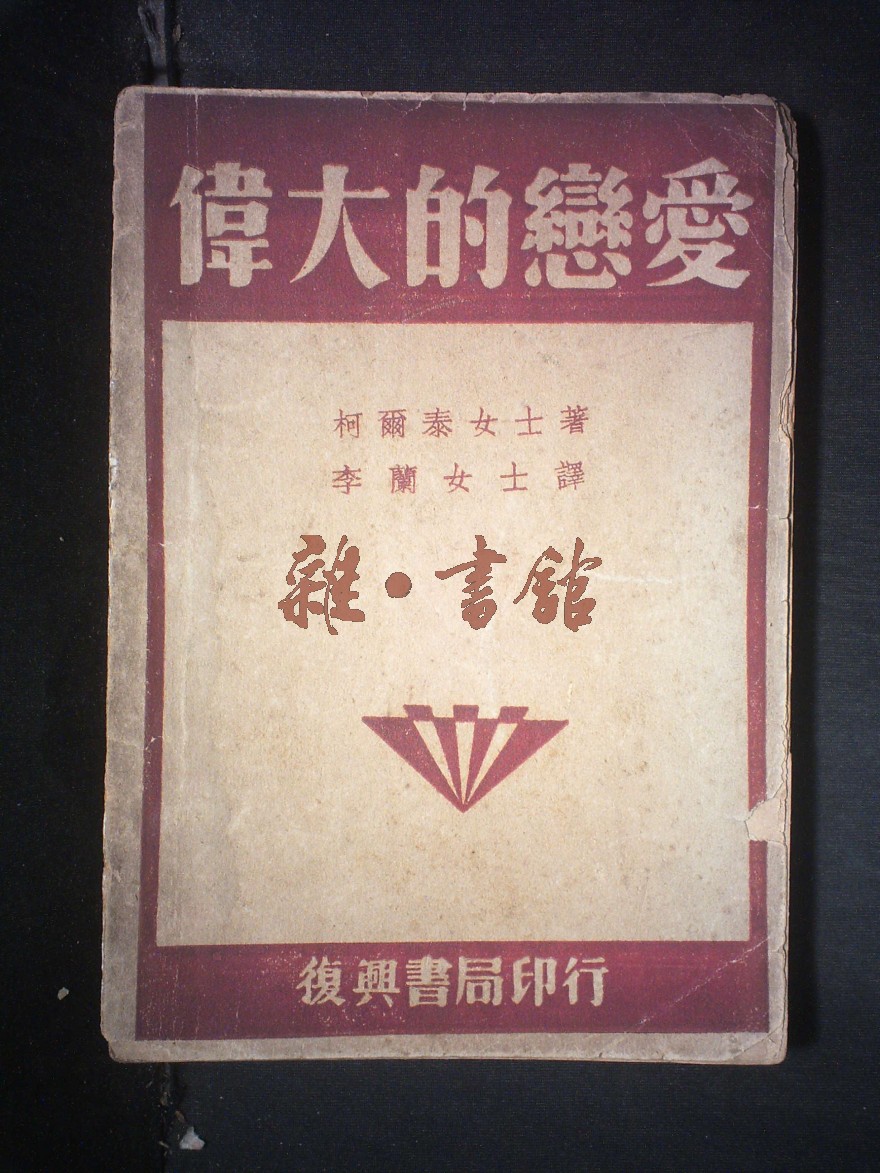 偉大的戀愛
柯爾泰女士著
李蘭女士譯
雜·書館
復興書局印行